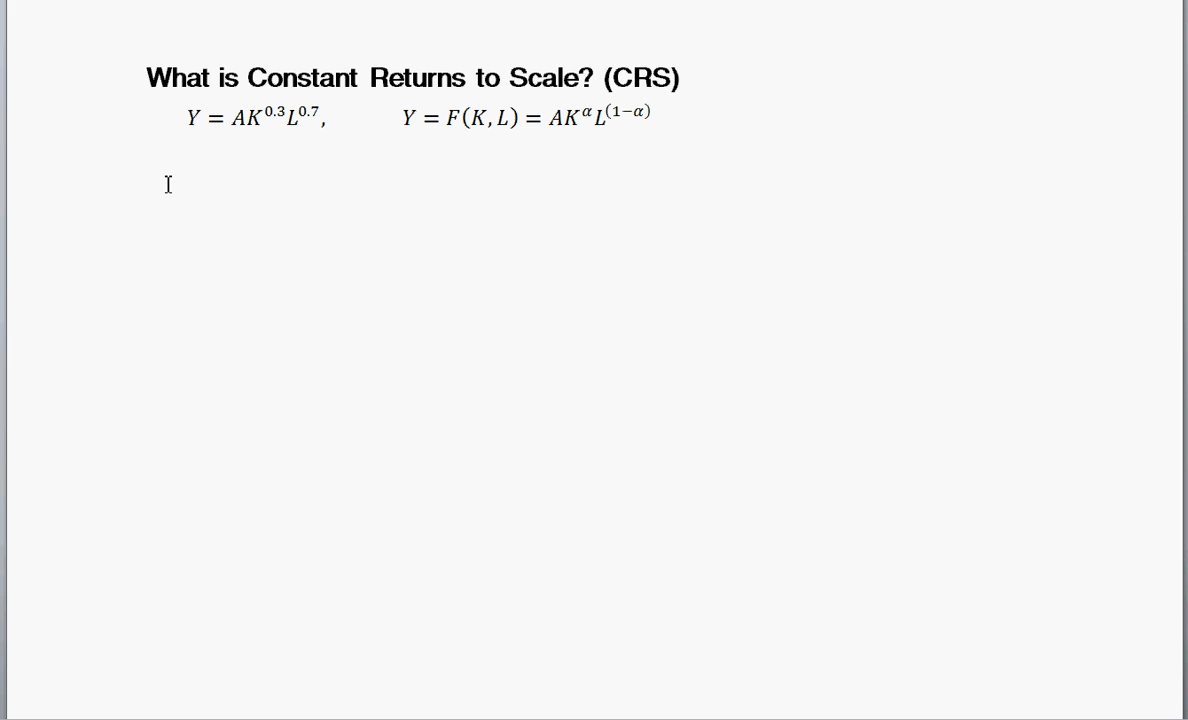 What is Constant Returns to Scale? (CRS)
Y = AK^{0.3}L^{0.7}, Y = F(K, L) = AK^{α}L^{(1−α)}